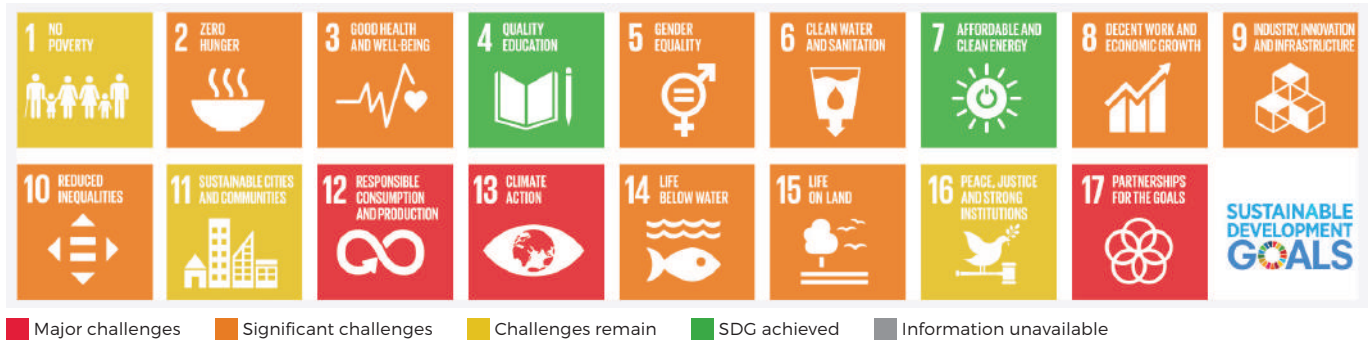 1 NO
POVERTY
2 ZERO
HUNGER
3 GOOD HEALTH
AND WELL-BEING
4 QUALITY
EDUCATION
5 GENDER
EQUALITY
6 CLEAN WATER
AND SANITATION
7 AFFORDABLE AND
CLEAN ENERGY
8 DECENT WORK AND
ECONOMIC GROWTH
9 INDUSTRY, INNOVATION
AND INFRASTRUCTURE
10 REDUCED
INEQUALITIES
11 SUSTAINABLE CITIES
AND COMMUNITIES
12 RESPONSIBLE
CONSUMPTION
AND PRODUCTION
13 CLIMATE
ACTION
14 LIFE
BELOW WATER
15 LIFE
ON LAND
16 PEACE, JUSTICE
AND STRONG
INSTITUTIONS
17 PARTNERSHIPS
FOR THE GOALS
SUSTAINABLE
DEVELOPMENT
GOALS
Major challenges
Significant challenges
Challenges remain
SDG achieved
Information unavailable